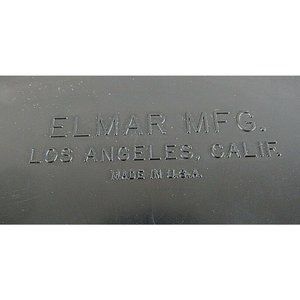 ELMAR MFG.
LOS ANGELES, CALIF.
MADE IN U.S.A.